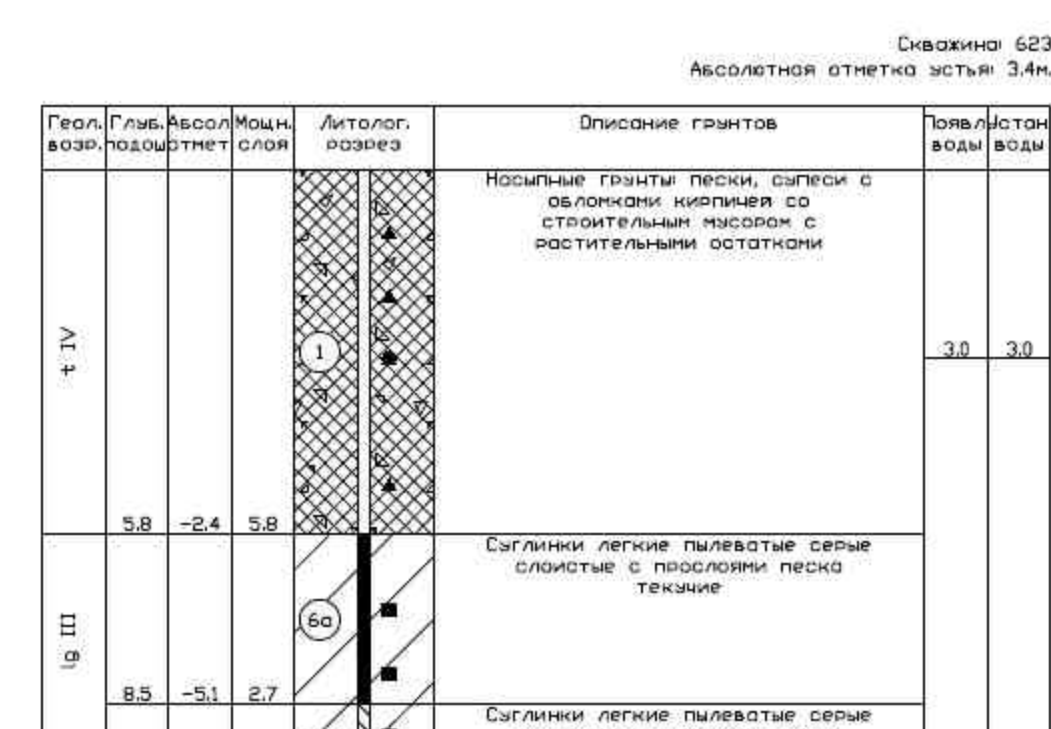 Скважина: 623
Абсолютная отметка устья: 3.4м.
Геол. Глуб. Абсол Мощн. Литолог. Описание грунтов Появл Устан
возр. подош отмет слоя разрез воды воды
Насыпные грунты: пески, супеси с
обломками кирпичей со
строительным мусором с
растительными остатками
t IV
1
3.0 3.0
5.8 -2.4 5.8
Суглинки легкие пылеватые серые
слоистые с прослоями песка
текучие
lg III
6а
8.5 -5.1 2.7
Суглинки легкие пылеватые серые